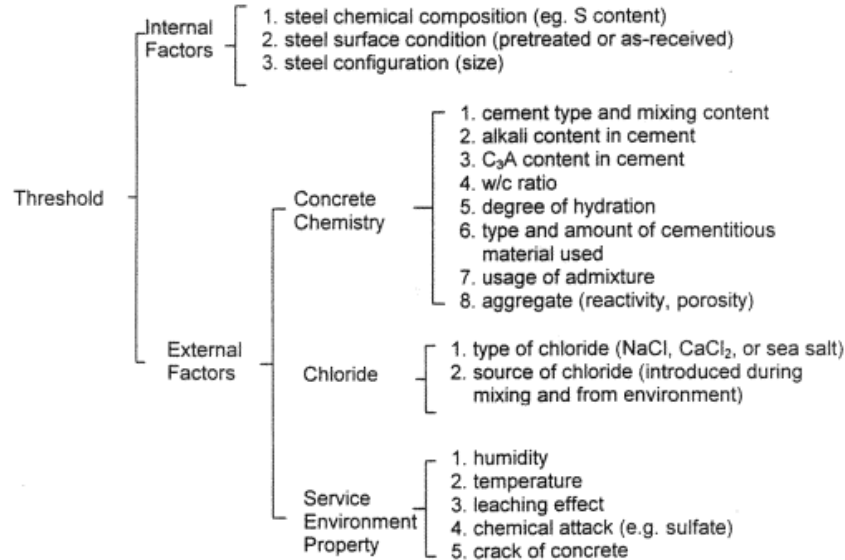 Internal
Factors
1. steel chemical composition (eg. S content)
2. steel surface condition (pretreated or as-received)
3. steel configuration (size)
Threshold
External
Factors
Concrete
Chemistry
1. cement type and mixing content
2. alkali content in cement
3. C₃A content in cement
4. w/c ratio
5. degree of hydration
6. type and amount of cementitious
material used
7. usage of admixture
8. aggregate (reactivity, porosity)
Chloride
1. type of chloride (NaCl, CaCl₂, or sea salt)
2. source of chloride (introduced during
mixing and from environment)
Service
Environment
Property
1. humidity
2. temperature
3. leaching effect
4. chemical attack (e.g. sulfate)
5. crack of concrete